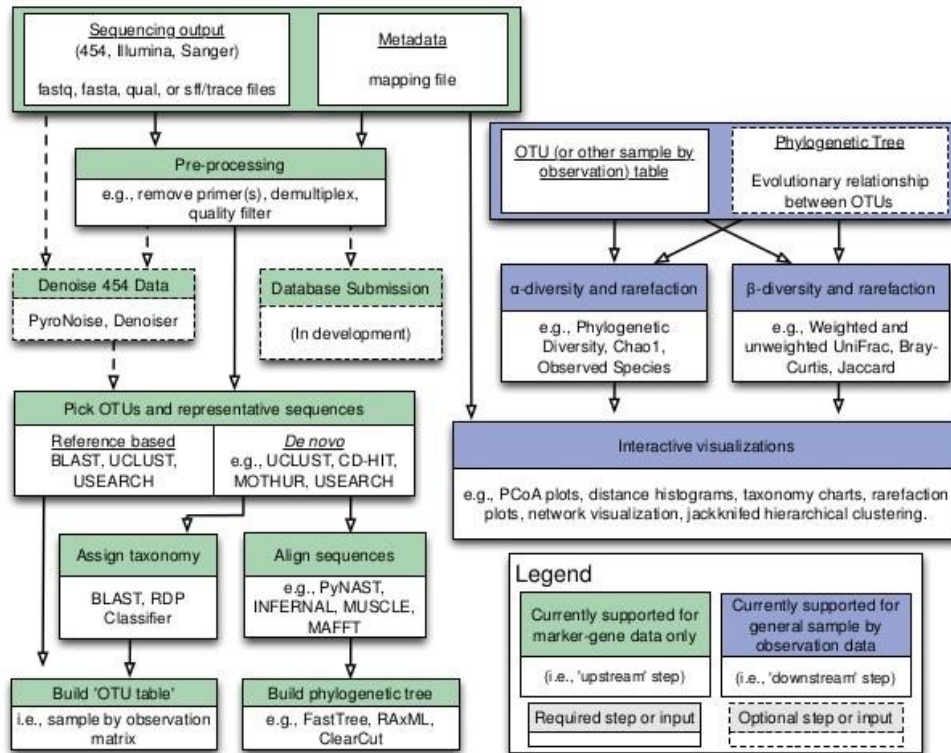 Sequencing output
(454, Illumina, Sanger)
fastq, fasta, qual, or sff/trace files
Metadata
mapping file
Pre-processing
e.g., remove primer(s), demultiplex,
quality filter
Denoise 454 Data
PyroNoise, Denoiser
Database Submission
(In development)
Pick OTUs and representative sequences
Reference based
BLAST, UCLUST,
USEARCH
De novo
e.g., UCLUST, CD-HIT,
MOTHUR, USEARCH
Assign taxonomy
BLAST, RDP
Classifier
Align sequences
e.g., PyNAST,
INFERNAL, MUSCLE,
MAFFT
Build 'OTU table'
i.e., sample by observation
matrix
Build phylogenetic tree
e.g., FastTree, RAxML,
ClearCut
OTU (or other sample by
observation) table
Phylogenetic Tree
Evolutionary relationship
between OTUs
α-diversity and rarefaction
e.g., Phylogenetic
Diversity, Chao1,
Observed Species
β-diversity and rarefaction
e.g., Weighted and
unweighted UniFrac, Bray-
Curtis, Jaccard
Interactive visualizations
e.g., PCoA plots, distance histograms, taxonomy charts, rarefaction
plots, network visualization, jackknifed hierarchical clustering.
Legend
Currently supported for
marker-gene data only
(i.e., 'upstream' step)
Currently supported for
general sample by
observation data
(i.e., 'downstream' step)
Required step or input
Optional step or input